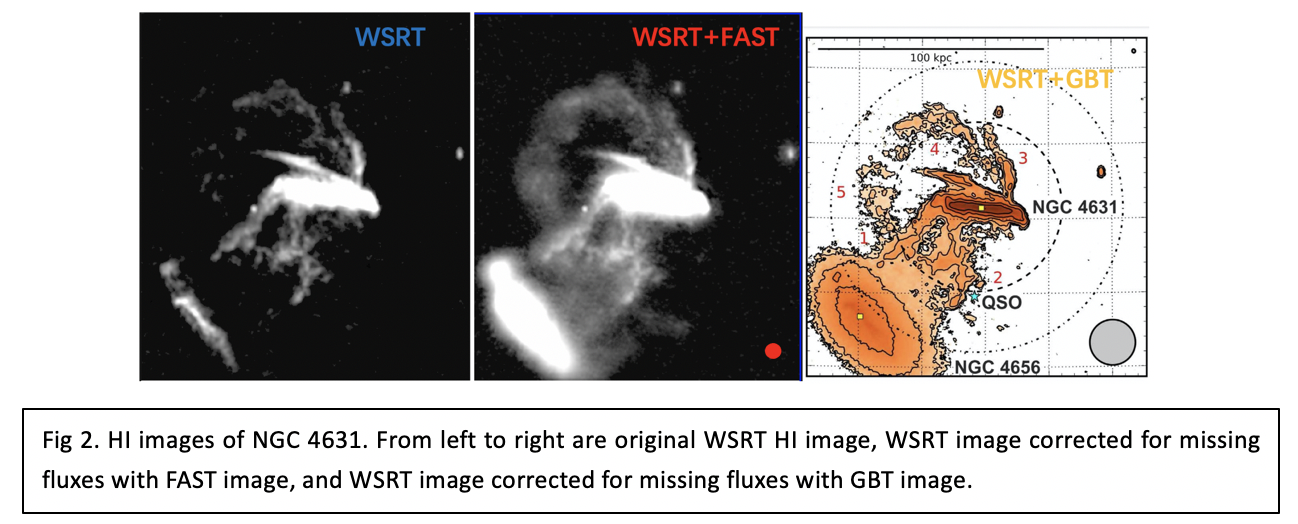 WSRT
WSRT+FAST
100 kpc
WSRT+GBT
4
3
5
NGC 4631
1
2
QSO
NGC 4656
Fig 2. HI images of NGC 4631. From left to right are original WSRT HI image, WSRT image corrected for missing
fluxes with FAST image, and WSRT image corrected for missing fluxes with GBT image.